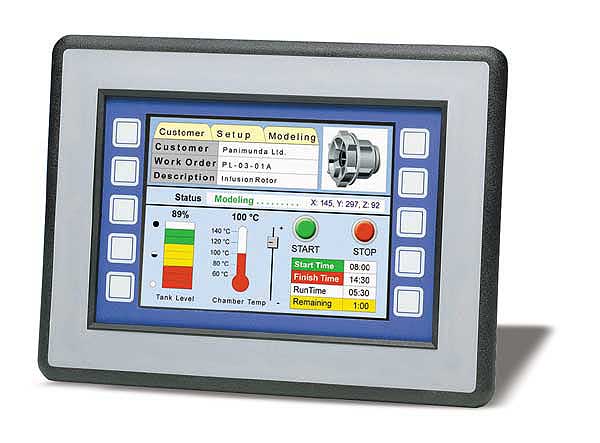 Customer Setup Modeling
Customer Panimunda Ltd.
Work Order PL-03-01A
Description Infusion Rotor
Status Modeling ......... X: 145, Y: 297, Z: 92
89% 100 °C
140 °C
120 °C
100 °C
80 °C
60 °C
+
-
Tank Level Chamber Temp
START STOP
Start Time 08:00
Finish Time 14:30
RunTime 05:30
Remaining 1:00